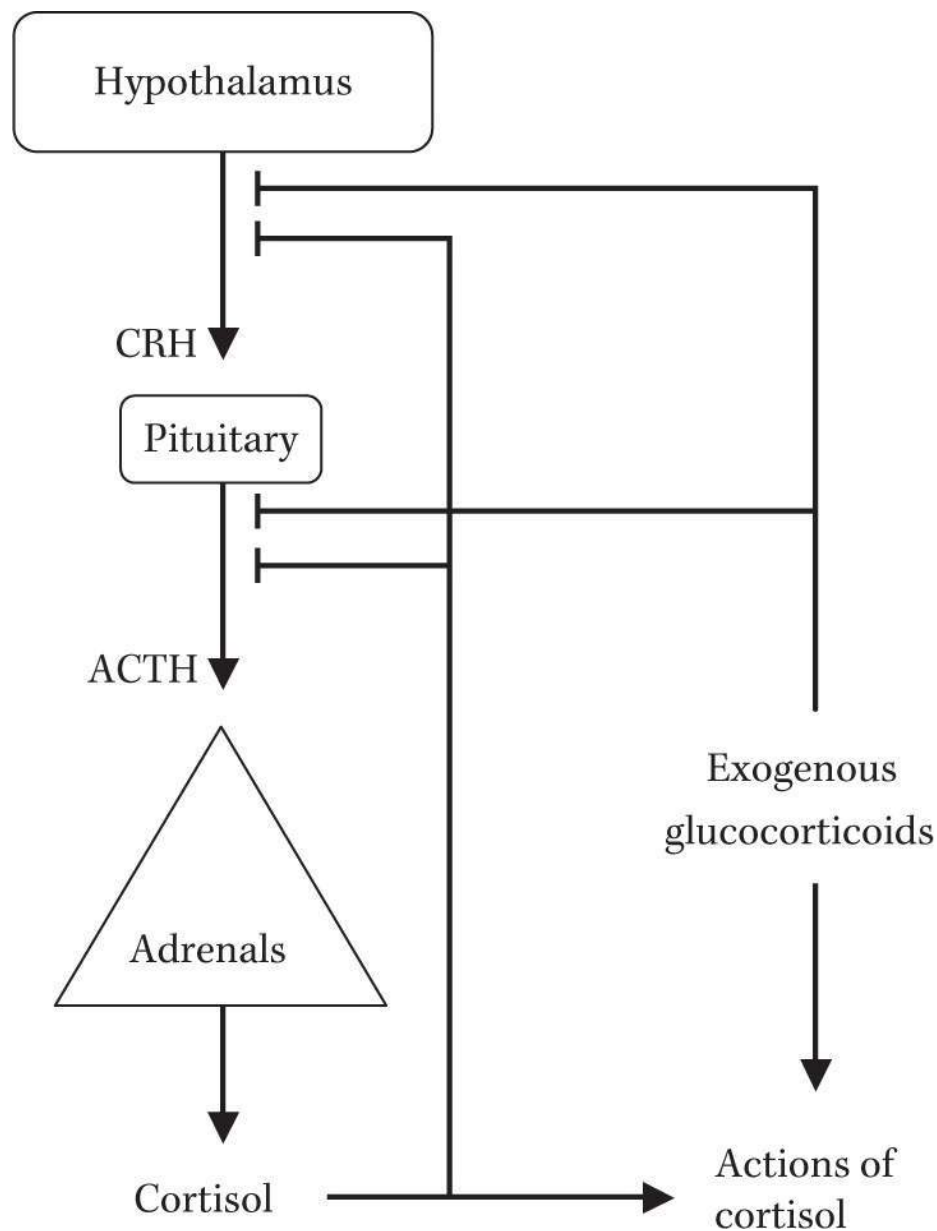 Hypothalamus
CRH
Pituitary
ACTH
Exogenous
glucocorticoids
Adrenals
Cortisol
Actions of
cortisol